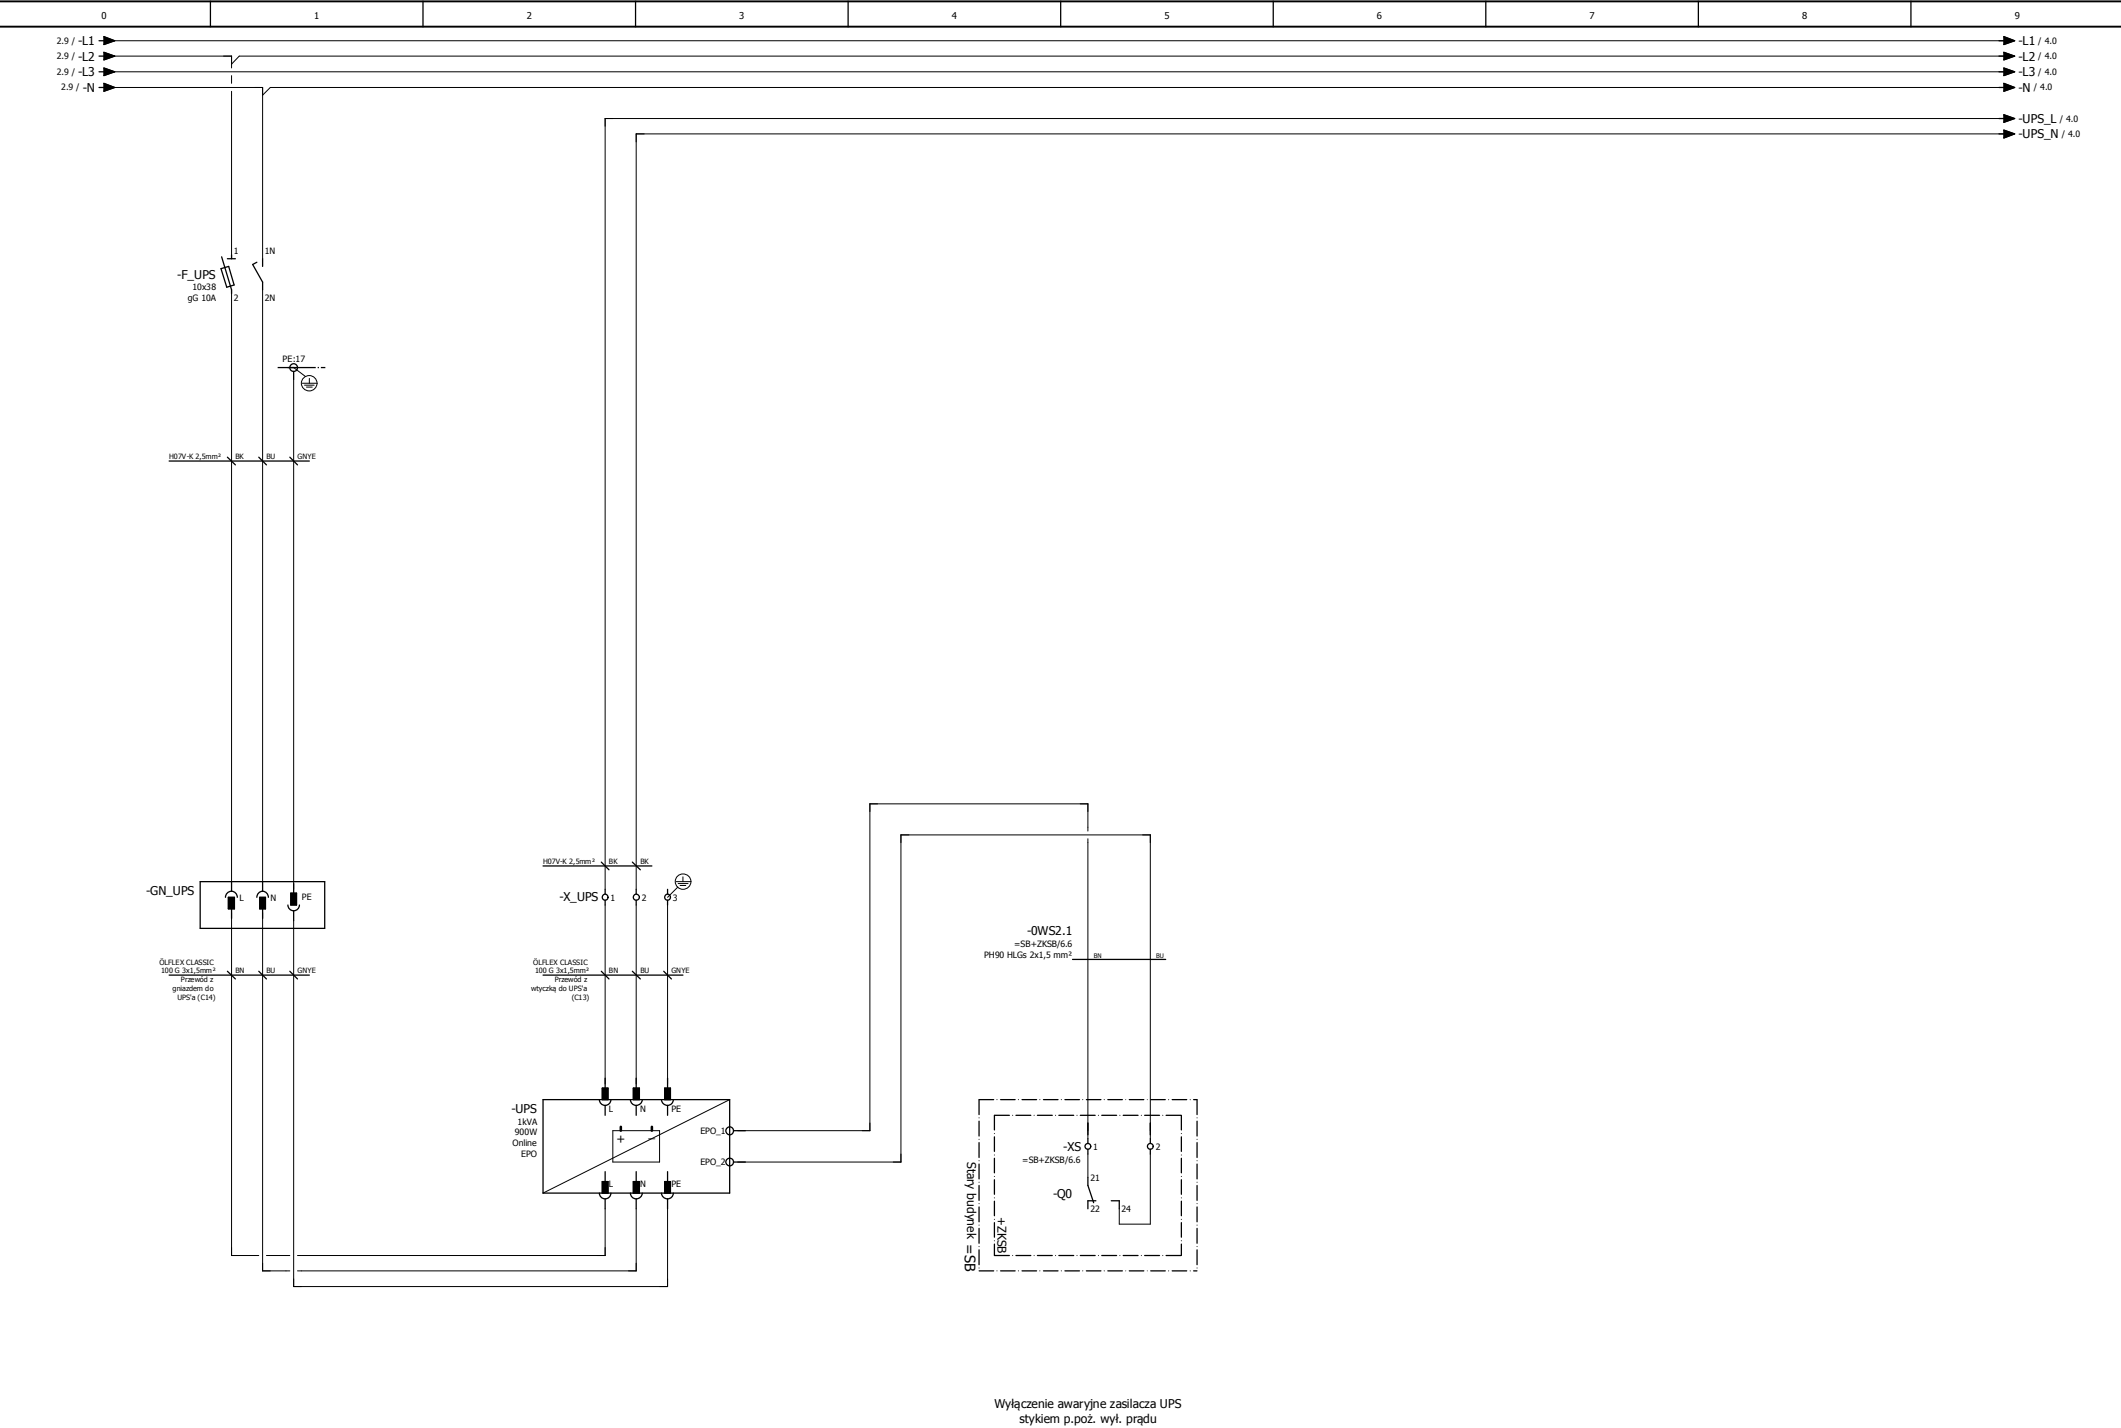 0 1 2 3 4 5 6 7 8 9
2.9 / -L1
-L1 / 4.0
2.9 / -L2
-L2 / 4.0
2.9 / -L3
-L3 / 4.0
2.9 / -N
-N / 4.0
-UPS_L / 4.0
-UPS_N / 4.0
1
1N
-F_UPS
10x38
gG 10A
2
2N
PE:17
H07V-K 2,5mm²
BK
BU
GNYE
H07V-K 2,5mm²
BK
BK
-GN_UPS
L
N
PE
-X_UPS
1
2
3
-0WS2.1
=SB+ZKSB/6.6
PH90 HLGs 2x1,5 mm²
BN
BU
ÖLFLEX CLASSIC
100 G 3x1,5mm²
Przewód z
gniazdem do
UPS'a (C14)
BN
BU
GNYE
ÖLFLEX CLASSIC
100 G 3x1,5mm²
Przewód z
wtyczką do UPS'a
(C13)
BN
BU
GNYE
-UPS
1kVA
900W
Online
EPO
L
N
PE
+
−
EPO_1
EPO_2
L
N
PE
-XS
1
2
=SB+ZKSB/6.6
21
-Q0
22
24
+ZKSB
Stary budynek =SB
Wyłączenie awaryjne zasilacza UPS
stykiem p.poż. wył. prądu